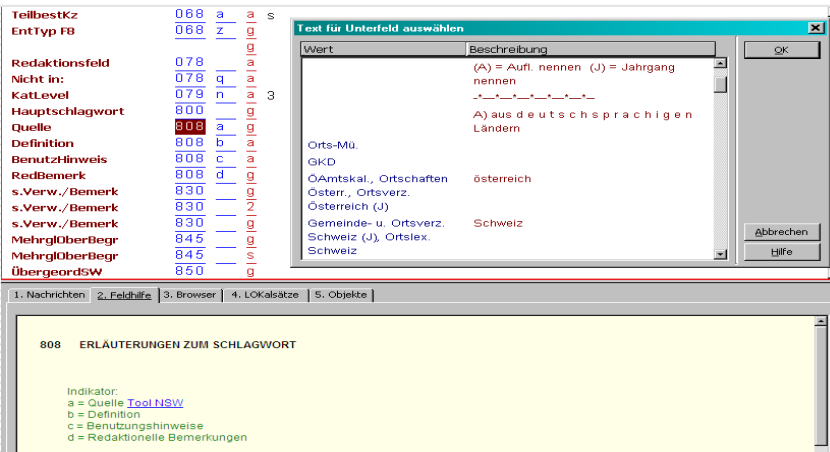 TeilbestKz 068 a a s
EntTyp F8 068 z g
g
Redaktionsfeld 078 a
Nicht in: 078 q a
KatLevel 079 n a 3
Hauptschlagwort 800 g
Quelle 808 a g
Definition 808 b a
BenutzHinweis 808 c a
RedBemerk 808 d g
s.Verw./Bemerk 830 g
s.Verw./Bemerk 830 2
s.Verw./Bemerk 830 g
MehrglOberBegr 845 g
MehrglOberBegr 845 s
ÜbergeordSW 850 g
Text für Unterfeld auswählen
Wert Beschreibung
(A) = Aufl. nennen (J) = Jahrgang
nennen
-*-*-*-*-*-*-*-
A) aus d e u t s c h s p r a c h i g e n
Ländern
Orts-Mü.
GKD
ÖAmtskal., Ortschaften österreich
Österr., Ortsverz.
Österreich (J)
Gemeinde- u. Ortsverz. Schweiz
Schweiz (J), Ortslex.
Schweiz
OK
Abbrechen
Hilfe
1. Nachrichten 2. Feldhilfe 3. Browser 4. LOKalsätze 5. Objekte
808 ERLÄUTERUNGEN ZUM SCHLAGWORT
Indikator:
a = Quelle Tool NSW
b = Definition
c = Benutzungshinweise
d = Redaktionelle Bemerkungen